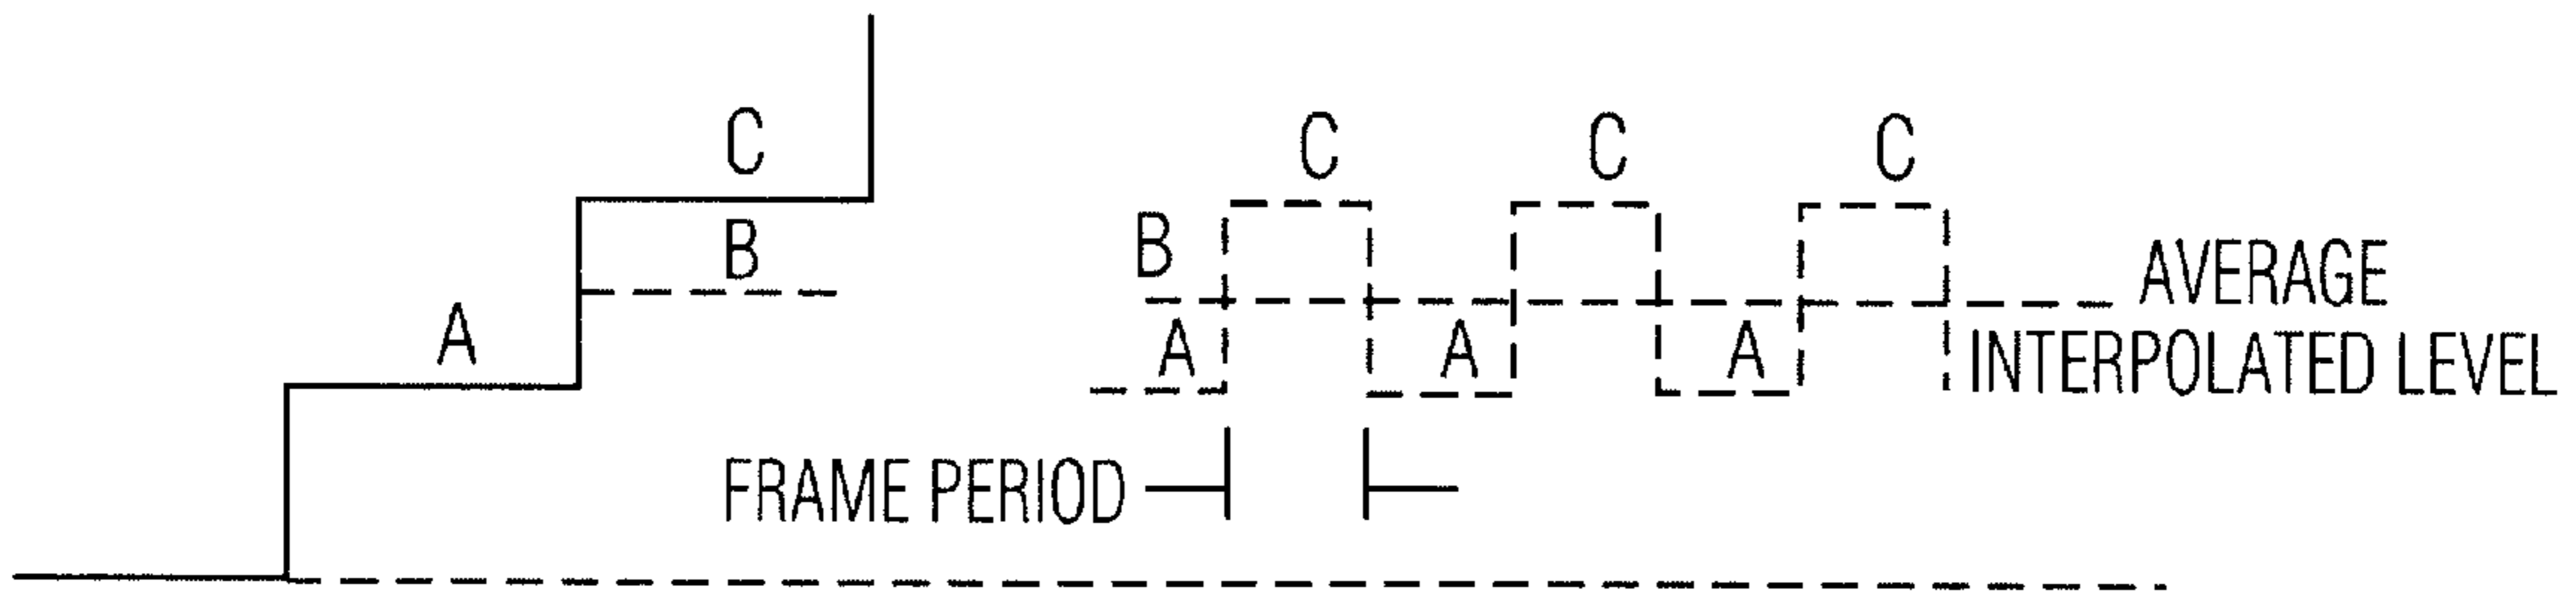 C
B
A
C C C
B
A A A
AVERAGE
INTERPOLATED LEVEL
FRAME PERIOD